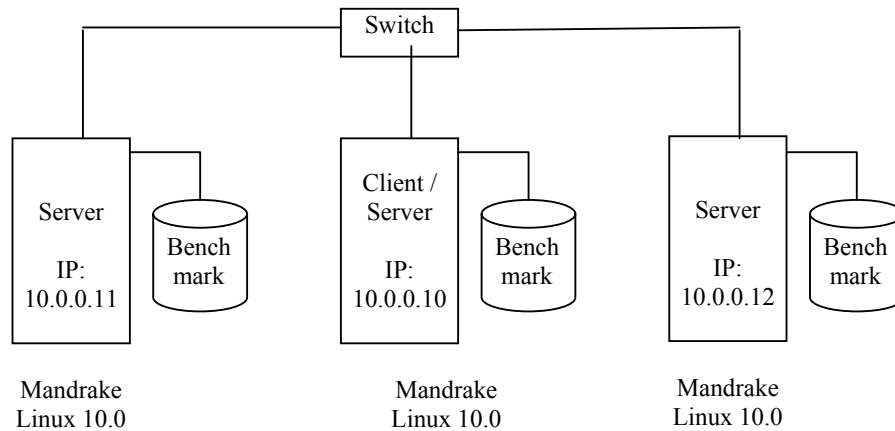 Switch
Server
IP:
10.0.0.11
Bench
mark
Client /
Server
IP:
10.0.0.10
Bench
mark
Server
IP:
10.0.0.12
Bench
mark
Mandrake
Linux 10.0
Mandrake
Linux 10.0
Mandrake
Linux 10.0